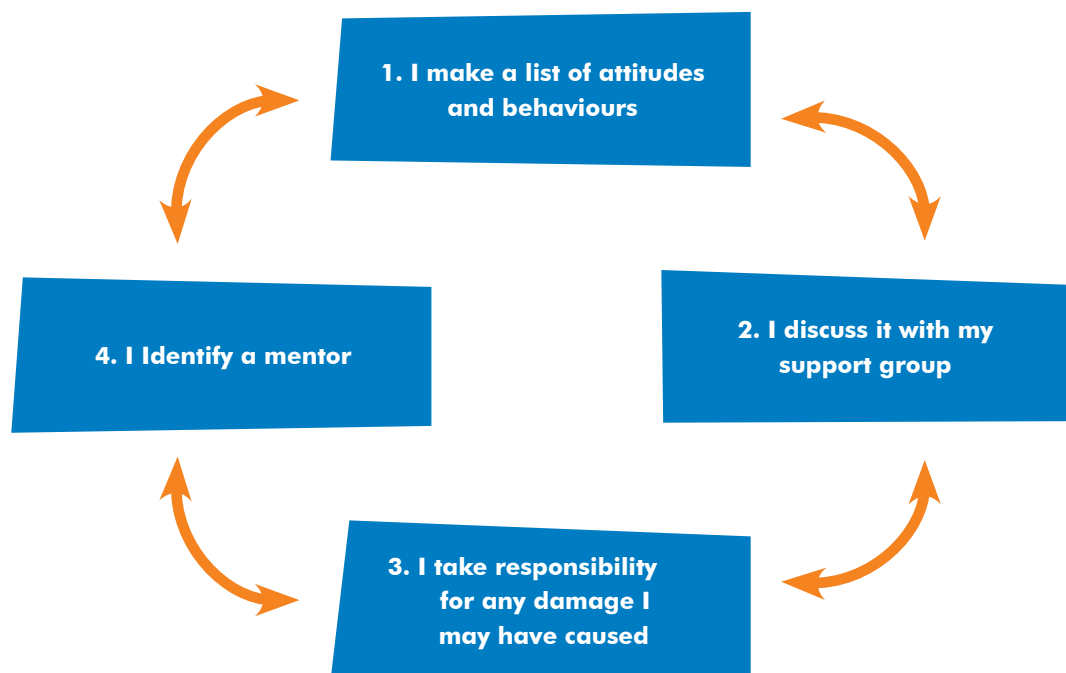 1. I make a list of attitudes
and behaviours
2. I discuss it with my
support group
3. I take responsibility
for any damage I
may have caused
4. I Identify a mentor